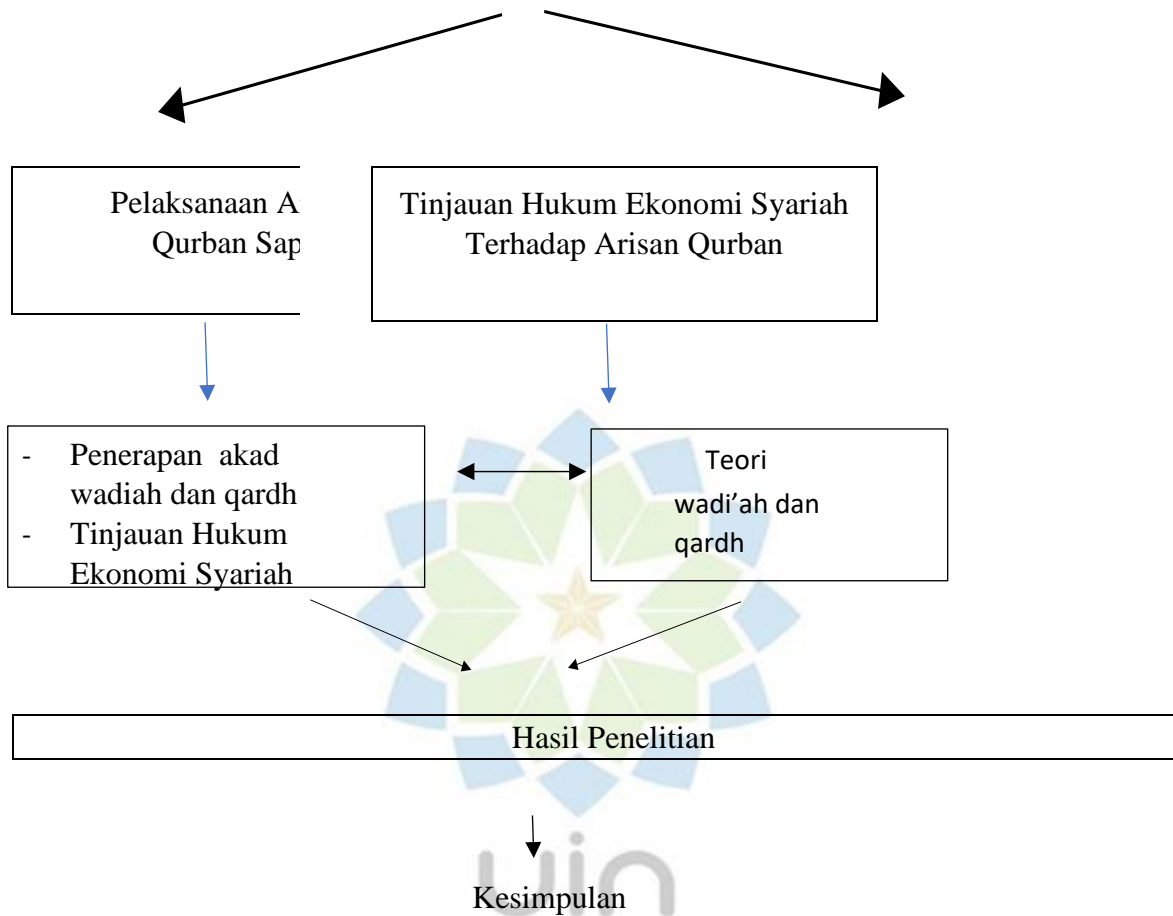 Pelaksanaan
Qurban
Tinjauan Hukum Ekonomi Syariah
Terhadap Arisan Qurban
- Penerapan akad
wadiah dan qardh
- Tinjauan Hukum
Ekonomi Syariah
Teori
wadi’ah dan
qardh
Hasil Penelitian
uin
Kesimpulan